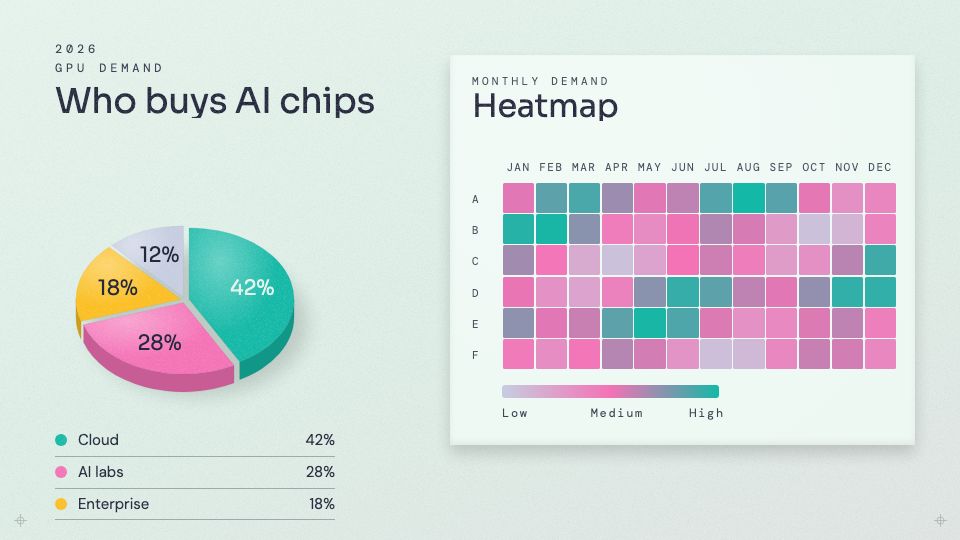 2026
GPU DEMAND
Who buys AI chips
12%
42%
18%
28%
Cloud 42%
AI labs 28%
Enterprise 18%
MONTHLY DEMAND
Heatmap
JAN FEB MAR APR MAY JUN JUL AUG SEP OCT NOV DEC
A
B
C
D
E
F
Low Medium High